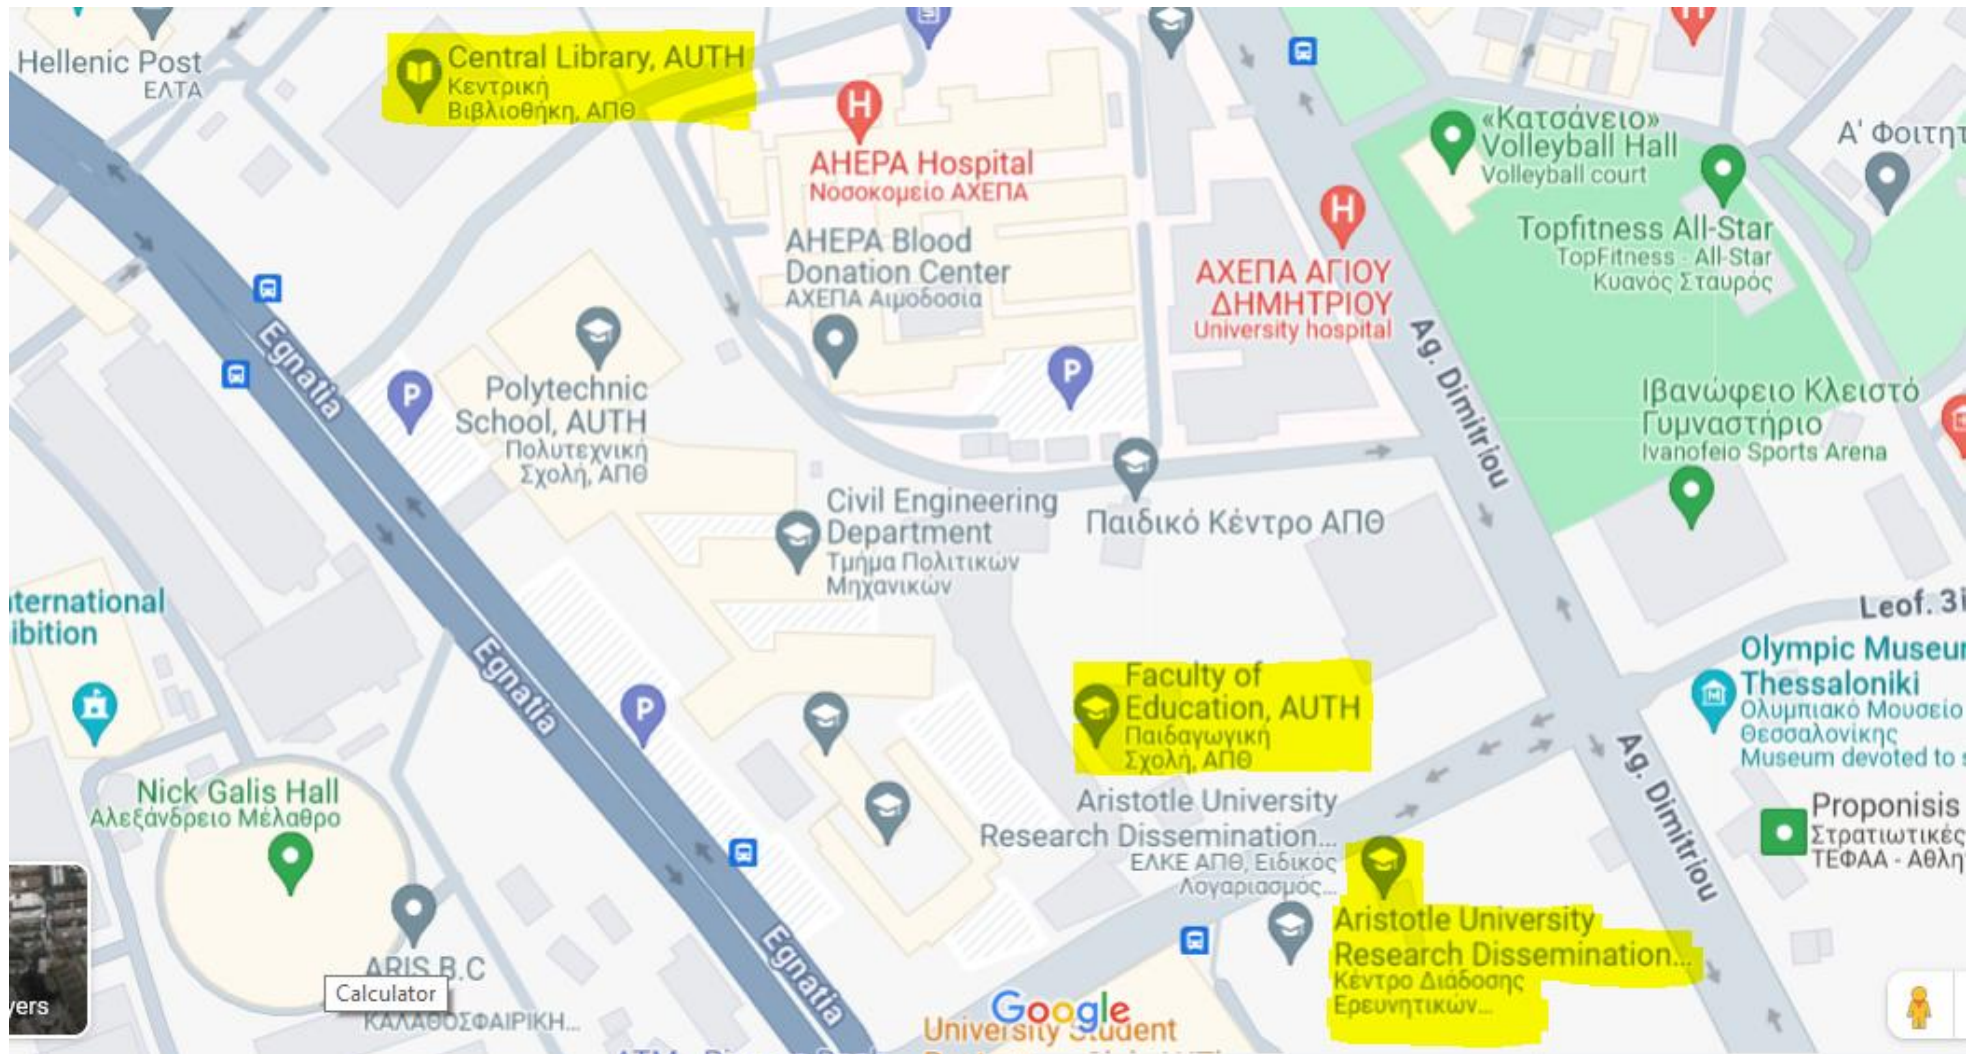 Hellenic Post
ΕΛΤΑ
Central Library, AUTH
Κεντρική
Βιβλιοθήκη, ΑΠΘ
H
AHEPA Hospital
Νοσοκομείο ΑΧΕΠΑ
AHEPA Blood
Donation Center
ΑΧΕΠΑ Αιμοδοσία
H
«Κατσάνειο»
Volleyball Hall
Volleyball court
Α' Φοιτητ
Topfitness All-Star
TopFitness - All-Star
Κυανός Σταυρός
H
ΑΧΕΠΑ ΑΓΙΟΥ
ΔΗΜΗΤΡΙΟΥ
University hospital
Egnatia
P
Polytechnic
School, AUTH
Πολυτεχνική
Σχολή, ΑΠΘ
P
Ag. Dimitriou
Ιβανώφειο Κλειστό
Γυμναστήριο
Ivanofeio Sports Arena
Civil Engineering
Department
Τμήμα Πολιτικών
Μηχανικών
Παιδικό Κέντρο ΑΠΘ
ternational
ibition
Leof. 3i
Egnatia
P
Faculty of
Education, AUTH
Παιδαγωγική
Σχολή, ΑΠΘ
Olympic Museum
Thessaloniki
Ολυμπιακό Μουσείο
Θεσσαλονίκης
Museum devoted to s
Nick Galis Hall
Αλεξάνδρειο Μέλαθρο
Aristotle University
Research Dissemination...
ΕΛΚΕ ΑΠΘ, Ειδικός
Λογαριασμός...
Ag. Dimitriou
Proponisis
Στρατιωτικές
ΤΕΦΑΑ - Αθλη
Aristotle University
Research Dissemination...
Κέντρο Διάδοσης
Ερευνητικών...
ARIS B.C
Calculator
ΚΑΛΑΘΟΣΦΑΙΡΙΚΗ...
yers
Egnatia
Google
University Student